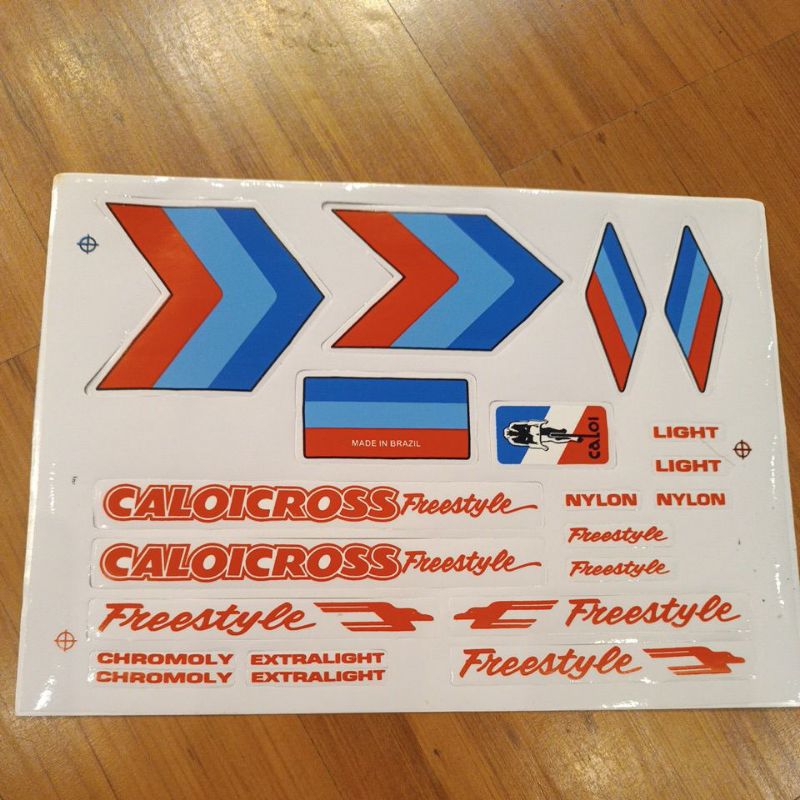 MADE IN BRAZIL
caloi
LIGHT
LIGHT
CALOICROSS Freestyle
NYLON NYLON
Freestyle
CALOICROSS Freestyle
Freestyle
Freestyle
Freestyle
CHROMOLY EXTRALIGHT
CHROMOLY EXTRALIGHT
Freestyle